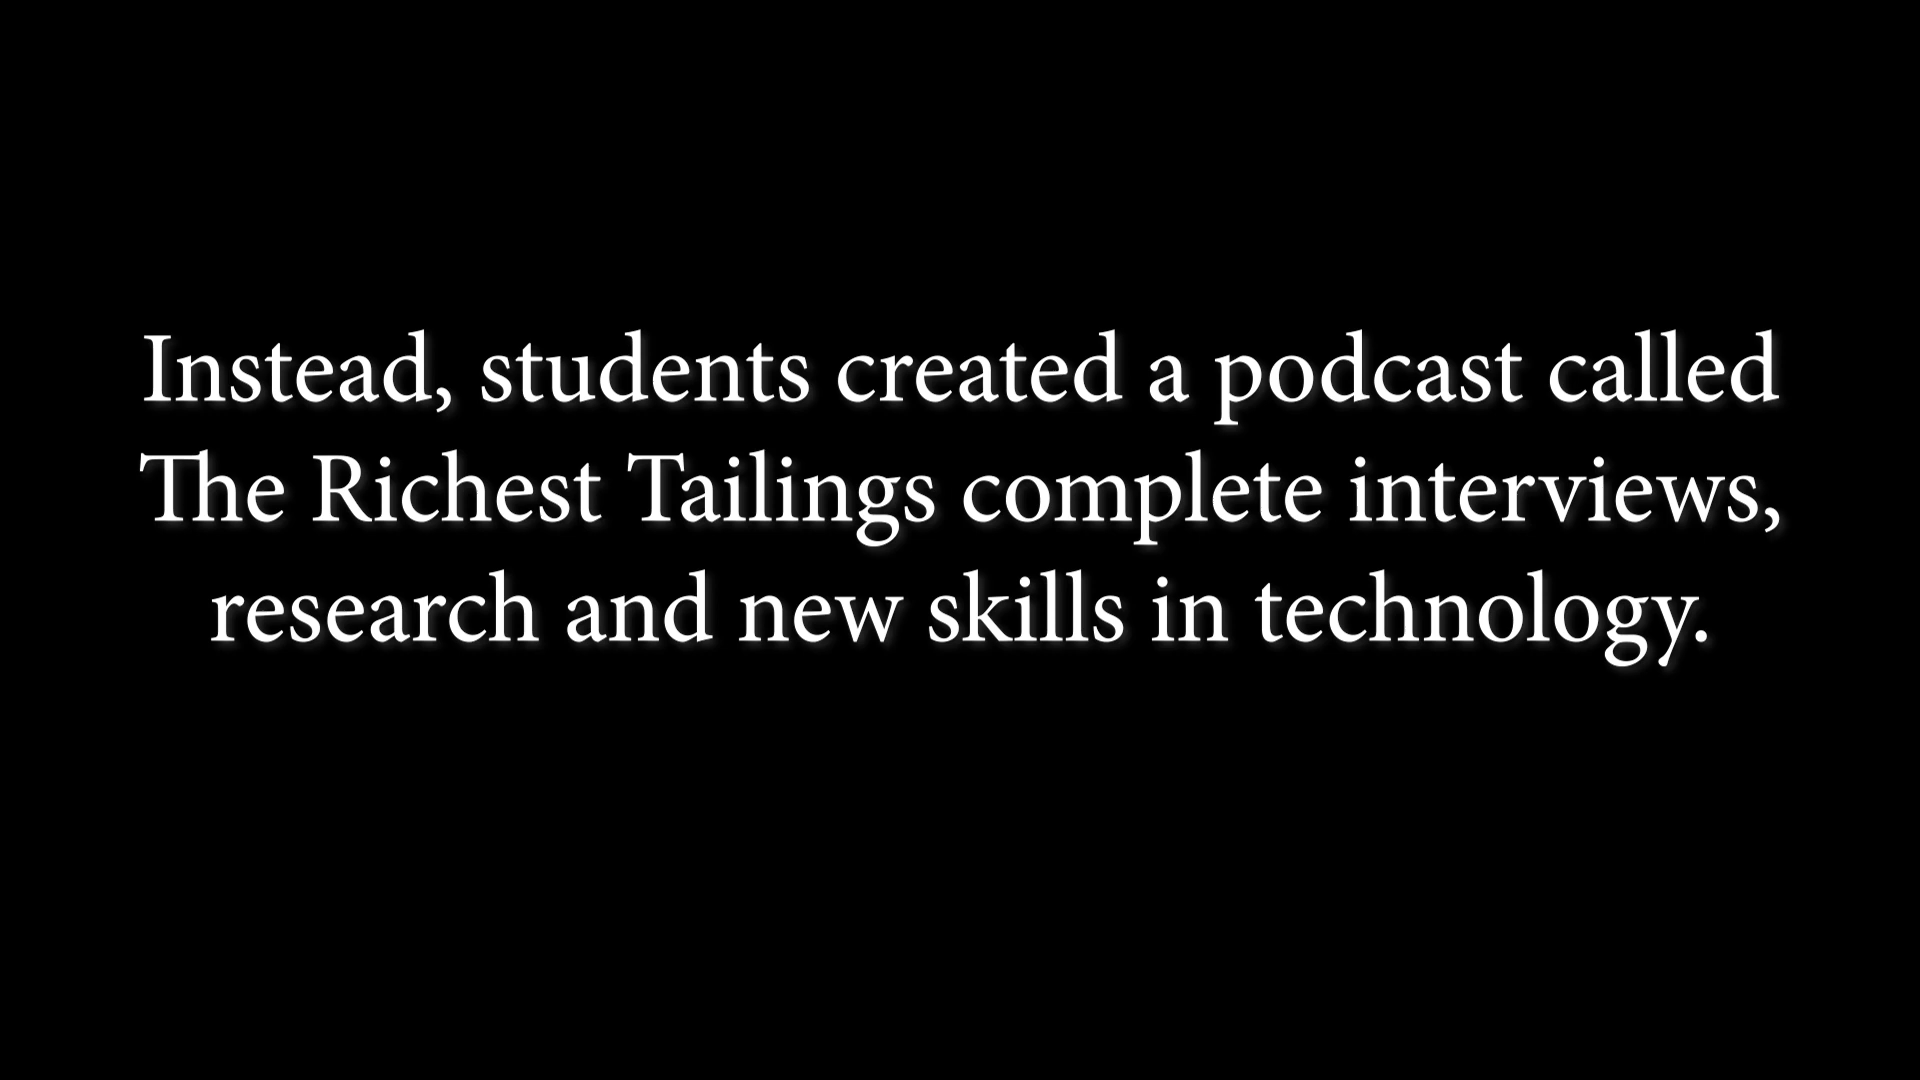 Instead, students created a podcast called
The Richest Tailings complete interviews,
research and new skills in technology.